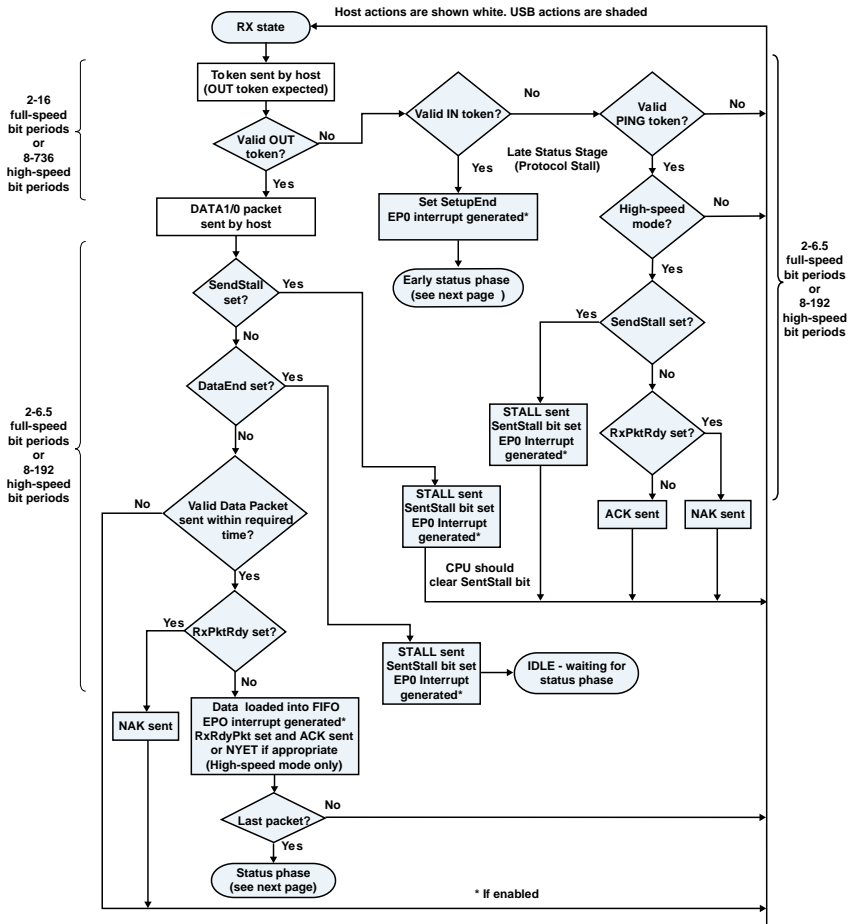 Host actions are shown white. USB actions are shaded
RX state
Token sent by host
(OUT token expected)
2-16
full-speed
bit periods
or
8-736
high-speed
bit periods
Valid OUT
token?
No
Yes
Valid IN token?
No
Yes
Valid
PING token?
No
Yes
Late Status Stage
(Protocol Stall)
DATA1/0 packet
sent by host
Set SetupEnd
EP0 interrupt generated*
High-speed
mode?
No
Yes
Early status phase
(see next page )
2-6.5
full-speed
bit periods
or
8-192
high-speed
bit periods
SendStall
set?
Yes
No
SendStall set?
Yes
No
DataEnd set?
Yes
No
2-6.5
full-speed
bit periods
or
8-192
high-speed
bit periods
STALL sent
SentStall bit set
EP0 Interrupt
generated*
RxPktRdy set?
Yes
No
ACK sent
NAK sent
Valid Data Packet
sent within required
time?
No
Yes
STALL sent
SentStall bit set
EP0 Interrupt
generated*
CPU should
clear SentStall bit
RxPktRdy set?
Yes
No
STALL sent
SentStall bit set
EP0 Interrupt
generated*
IDLE - waiting for
status phase
NAK sent
Data loaded into FIFO
EPO interrupt generated*
RxRdyPkt set and ACK sent
or NYET if appropriate
(High-speed mode only)
Last packet?
No
Yes
Status phase
(see next page)
* If enabled